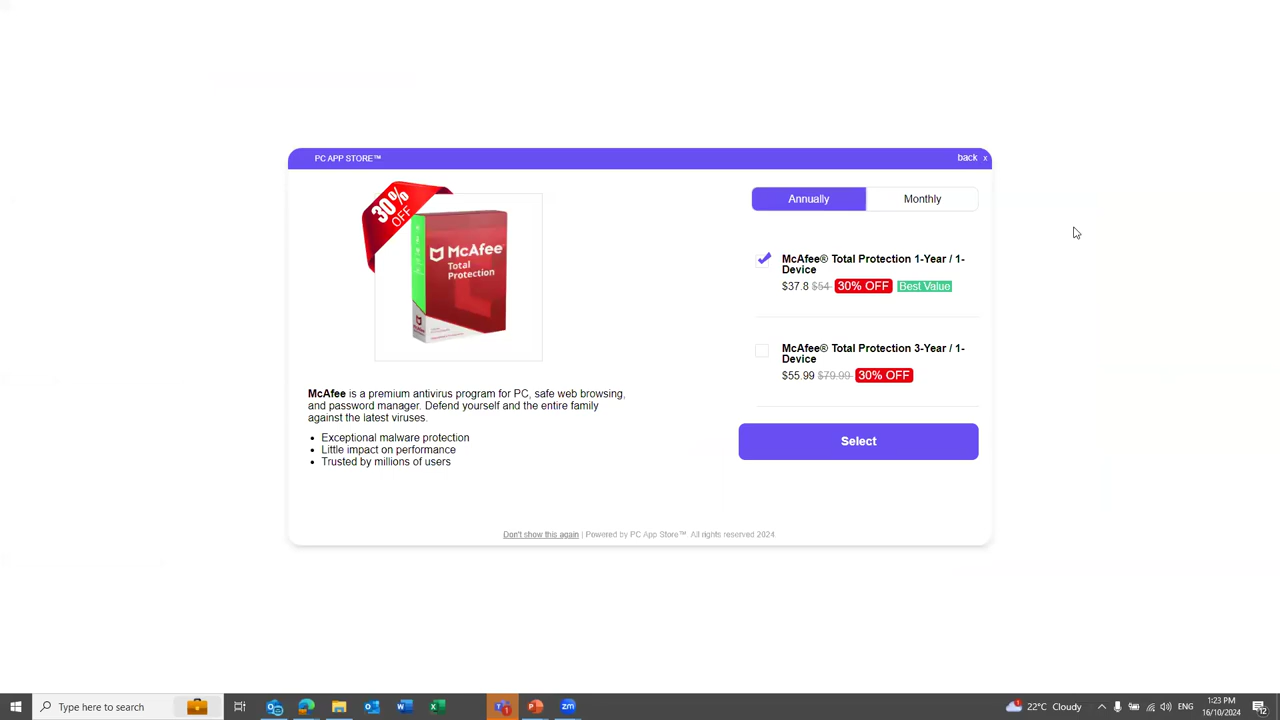 PC APP STORE™
back x
30% OFF
McAfee®
Total
Protection
McAfee is a premium antivirus program for PC, safe web browsing,
and password manager. Defend yourself and the entire family
against the latest viruses.
• Exceptional malware protection
• Little impact on performance
• Trusted by millions of users
Annually Monthly
McAfee® Total Protection 1-Year / 1-
Device
$37.8 $54 30% OFF Best Value
McAfee® Total Protection 3-Year / 1-
Device
$55.99 $79.99 30% OFF
Select
Don't show this again | Powered by PC App Store™ All rights reserved 2024
Type here to search
22°C Cloudy
ENG
1:23 PM
16/10/2024